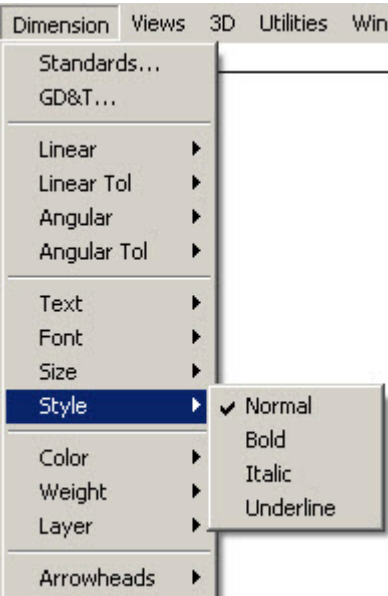 Dimension Views 3D Utilities Win
Standards...
GD&T...
Linear
Linear Tol
Angular
Angular Tol
Text
Font
Size
Style
Normal
Bold
Italic
Underline
Color
Weight
Layer
Arrowheads